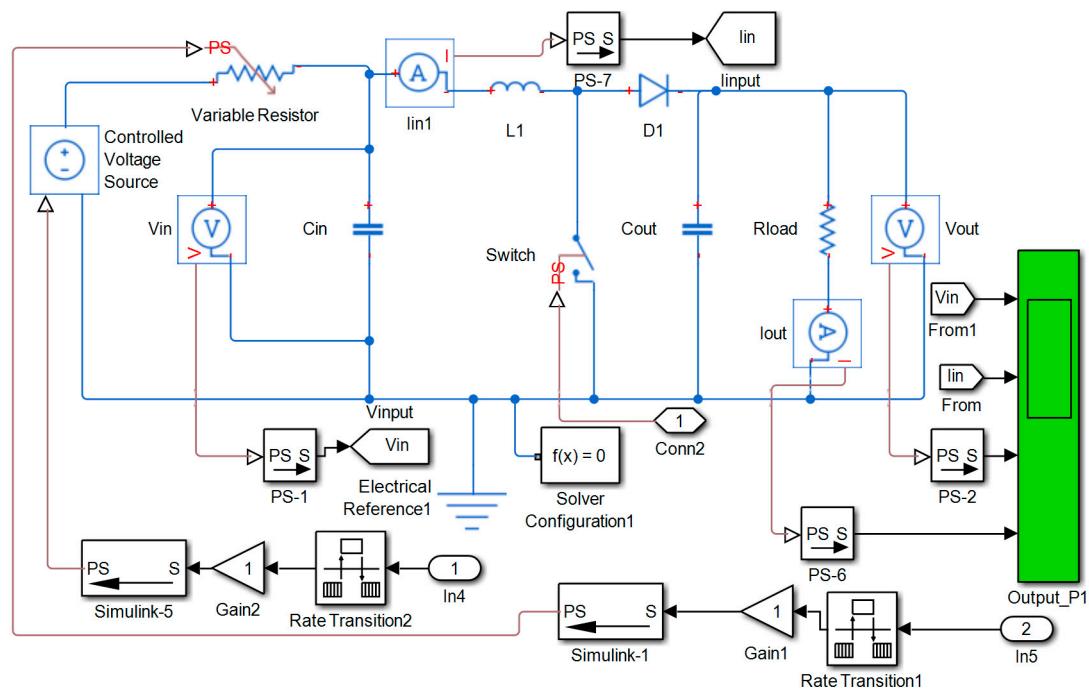 PS
PS S
Iin
PS-7
Iinput
+
-
Variable Resistor
+
A
I
-
Iin1
+
-
L1
+
-
D1
Controlled
Voltage
Source
+
-
Vin
+
V
V
-
Cin
+
-
Switch
PS
Cout
+
-
Rload
+
-
+
V
V
-
Vout
Iout
+
A
I
-
Vin
From1
Iin
From
Vinput
PS S
PS-1
Vin
Electrical
Reference1
f(x) = 0
Solver
Configuration1
1
Conn2
PS S
PS-2
PS S
PS-6
Output_P1
PS S
Simulink-5
1
Gain2
Rate Transition2
1
In4
PS S
Simulink-1
1
Gain1
Rate Transition1
2
In5